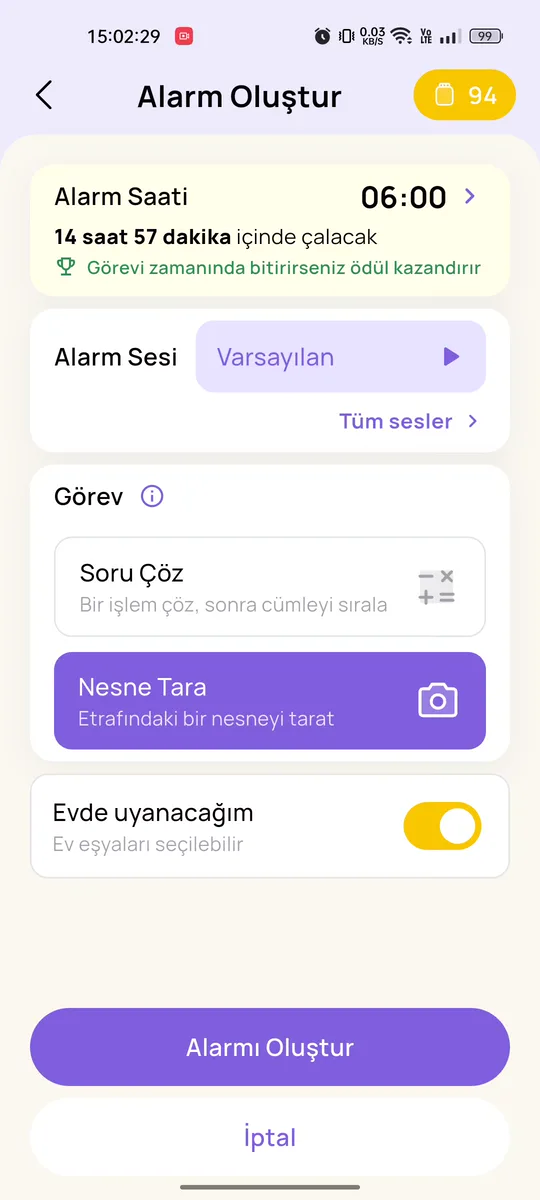 15:02:29
0.03 KB/S
Vo LTE
99
Alarm Oluştur
94
Alarm Saati
06:00
14 saat 57 dakika içinde çalacak
Görevi zamanında bitirirseniz ödül kazandırır
Alarm Sesi
Varsayılan
Tüm sesler
Görev
Soru Çöz
Bir işlem çöz, sonra cümleyi sırala
Nesne Tara
Etrafındaki bir nesneyi tarat
Evde uyanacağım
Ev eşyaları seçilebilir
Alarmı Oluştur
İptal